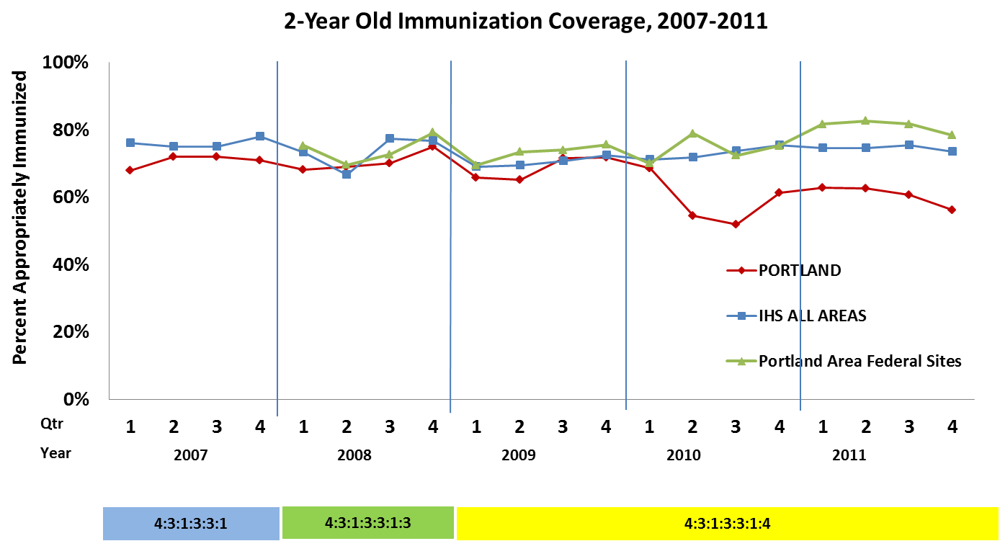 2-Year Old Immunization Coverage, 2007-2011
Percent Appropriately Immunized
100%
80%
60%
40%
20%
0%
PORTLAND
IHS ALL AREAS
Portland Area Federal Sites
Qtr 1 2 3 4 1 2 3 4 1 2 3 4 1 2 3 4 1 2 3 4
Year 2007 2008 2009 2010 2011
4:3:1:3:3:1 4:3:1:3:3:1:3 4:3:1:3:3:1:4